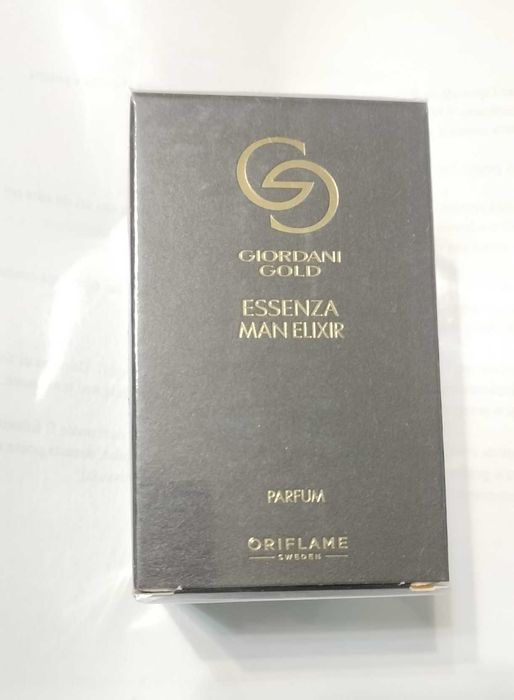 GIORDANI
GOLD
ESSENZA
MAN ELIXIR
PARFUM
ORIFLAME
SWEDEN